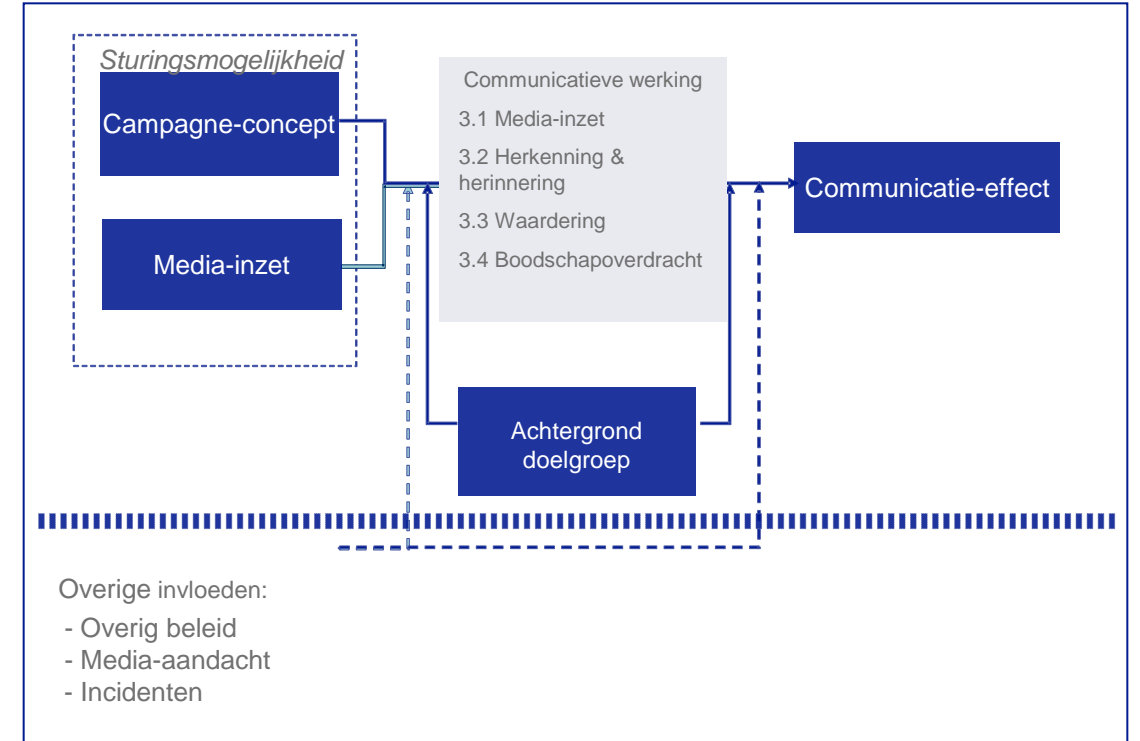 Sturingsmogelijkheid
Campagne-concept
Media-inzet
Communicatieve werking
3.1 Media-inzet
3.2 Herkenning &
herinnering
3.3 Waardering
3.4 Boodschapoverdracht
Communicatie-effect
Achtergrond
doelgroep
Overige invloeden:
- Overig beleid
- Media-aandacht
- Incidenten